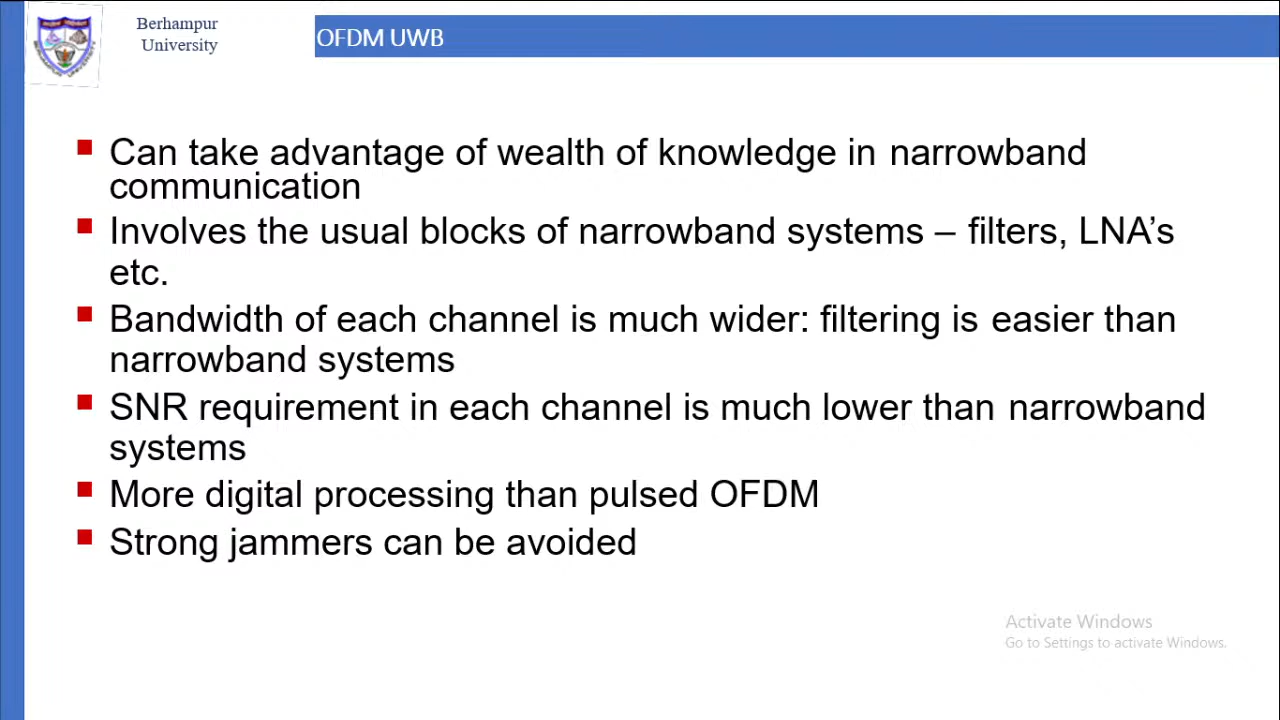 Berhampur
University
OFDM UWB
Can take advantage of wealth of knowledge in narrowband
communication
Involves the usual blocks of narrowband systems – filters, LNA’s
etc.
Bandwidth of each channel is much wider: filtering is easier than
narrowband systems
SNR requirement in each channel is much lower than narrowband
systems
More digital processing than pulsed OFDM
Strong jammers can be avoided
Activate Windows
Go to Settings to activate Windows.